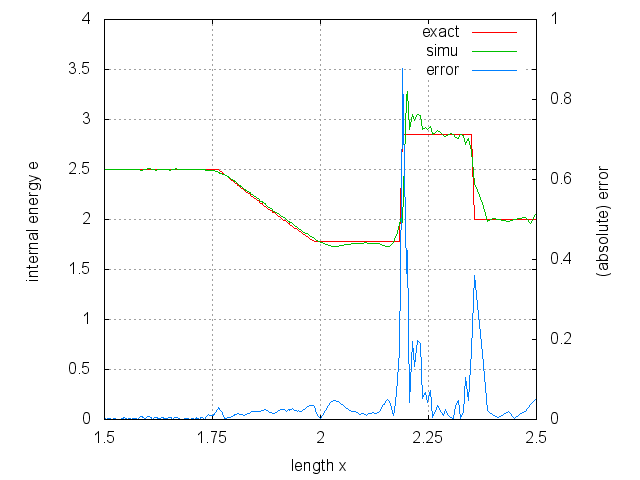 exact
simu
error
internal energy e
4
3.5
3
2.5
2
1.5
1
0.5
0
1
0.8
0.6
0.4
0.2
0
(absolute) error
1.5 1.75 2 2.25 2.5
length x